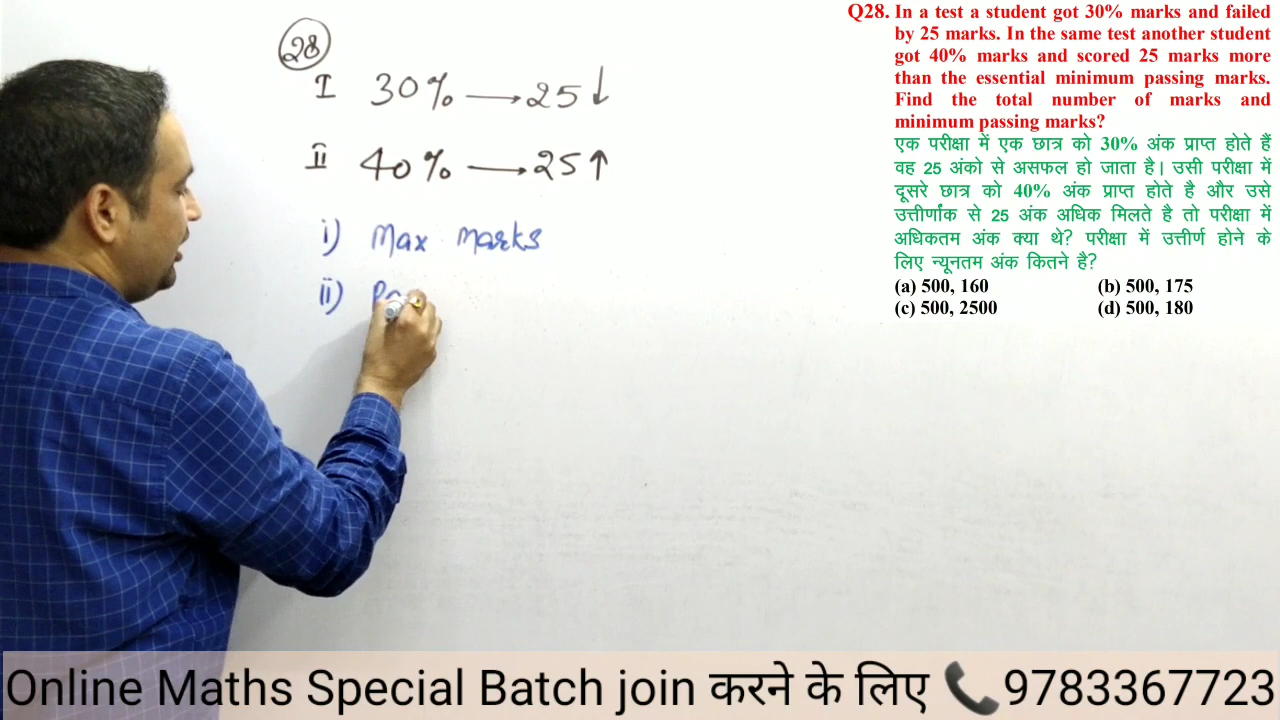 28
I 30% → 25 ↓
II 40% → 25 ↑
i) Max Marks
ii)
Q28. In a test a student got 30% marks and failed
by 25 marks. In the same test another student
got 40% marks and scored 25 marks more
than the essential minimum passing marks.
Find the total number of marks and
minimum passing marks?
एक परीक्षा में एक छात्र को 30% अंक प्राप्त होते हैं
वह 25 अंको से असफल हो जाता है। उसी परीक्षा में
दूसरे छात्र को 40% अंक प्राप्त होते है और उसे
उत्तीर्णांक से 25 अंक अधिक मिलते है तो परीक्षा में
अधिकतम अंक क्या थे? परीक्षा में उत्तीर्ण होने के
लिए न्यूनतम अंक कितने है?
(a) 500, 160 (b) 500, 175
(c) 500, 2500 (d) 500, 180
Online Maths Special Batch join करने के लिए 📞9783367723